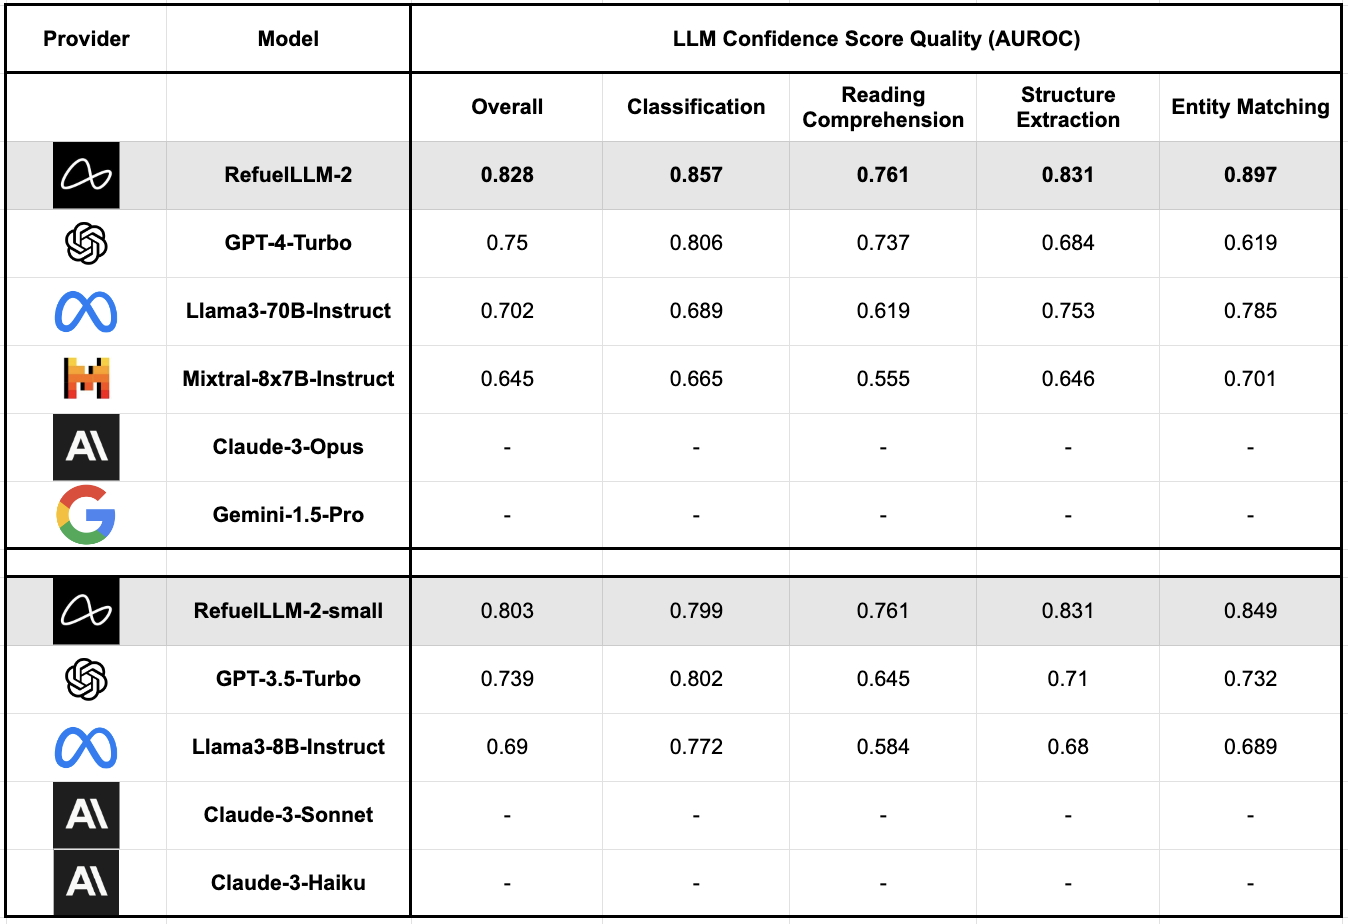 Provider Model LLM Confidence Score Quality (AUROC)
Overall Classification Reading Comprehension Structure Extraction Entity Matching
RefuelLLM-2 0.828 0.857 0.761 0.831 0.897
GPT-4-Turbo 0.75 0.806 0.737 0.684 0.619
Llama3-70B-Instruct 0.702 0.689 0.619 0.753 0.785
Mixtral-8x7B-Instruct 0.645 0.665 0.555 0.646 0.701
AI Claude-3-Opus - - - - -
G Gemini-1.5-Pro - - - - -
RefuelLLM-2-small 0.803 0.799 0.761 0.831 0.849
GPT-3.5-Turbo 0.739 0.802 0.645 0.71 0.732
Llama3-8B-Instruct 0.69 0.772 0.584 0.68 0.689
AI Claude-3-Sonnet - - - - -
AI Claude-3-Haiku - - - - -